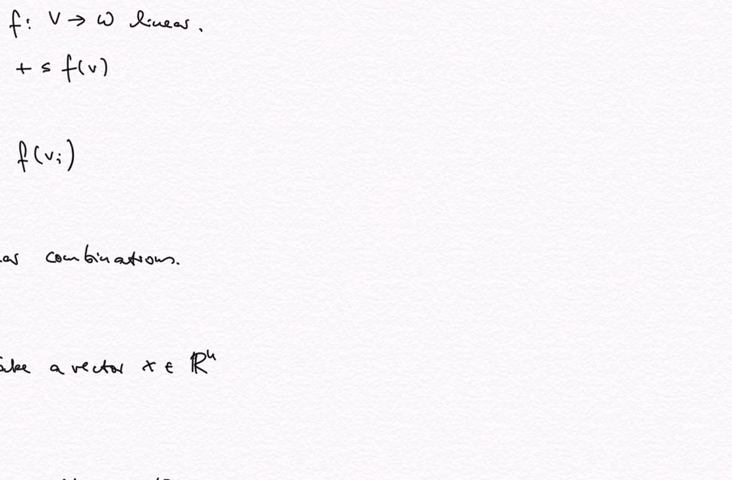 f: V → W linear.
+ s f(v)
f(vᵢ)
combinations.
a vector x ∈ ℝⁿ